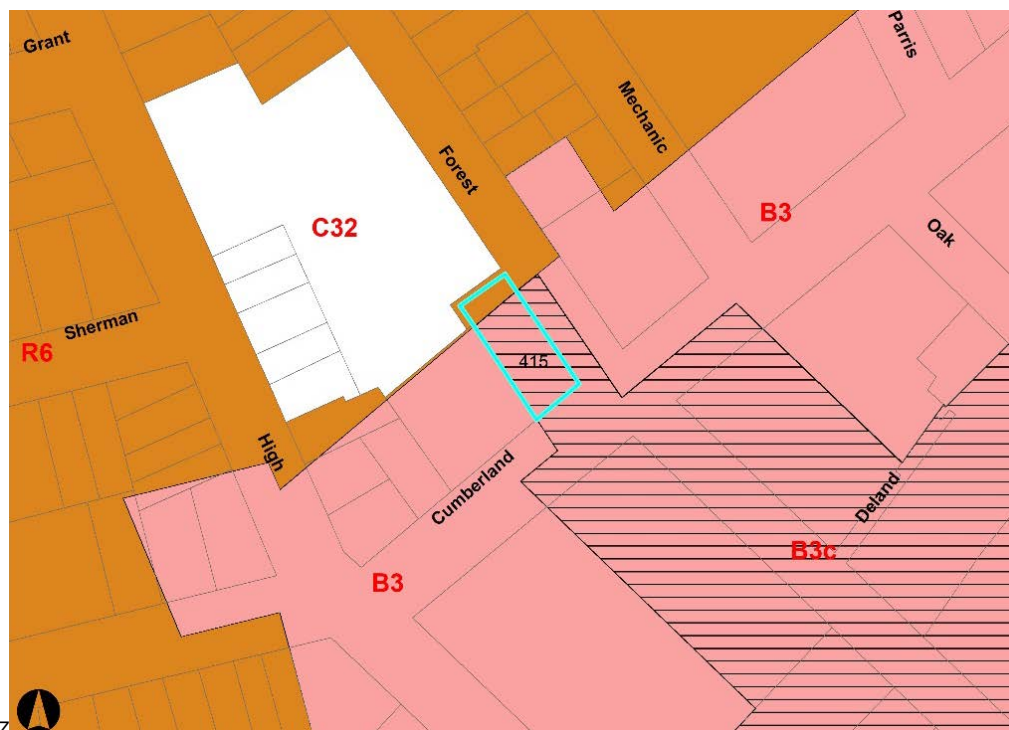 Grant
Parris
Mechanic
Forest
B3
C32
Oak
Sherman
R6
415
High
Cumberland
Deland
B3c
B3